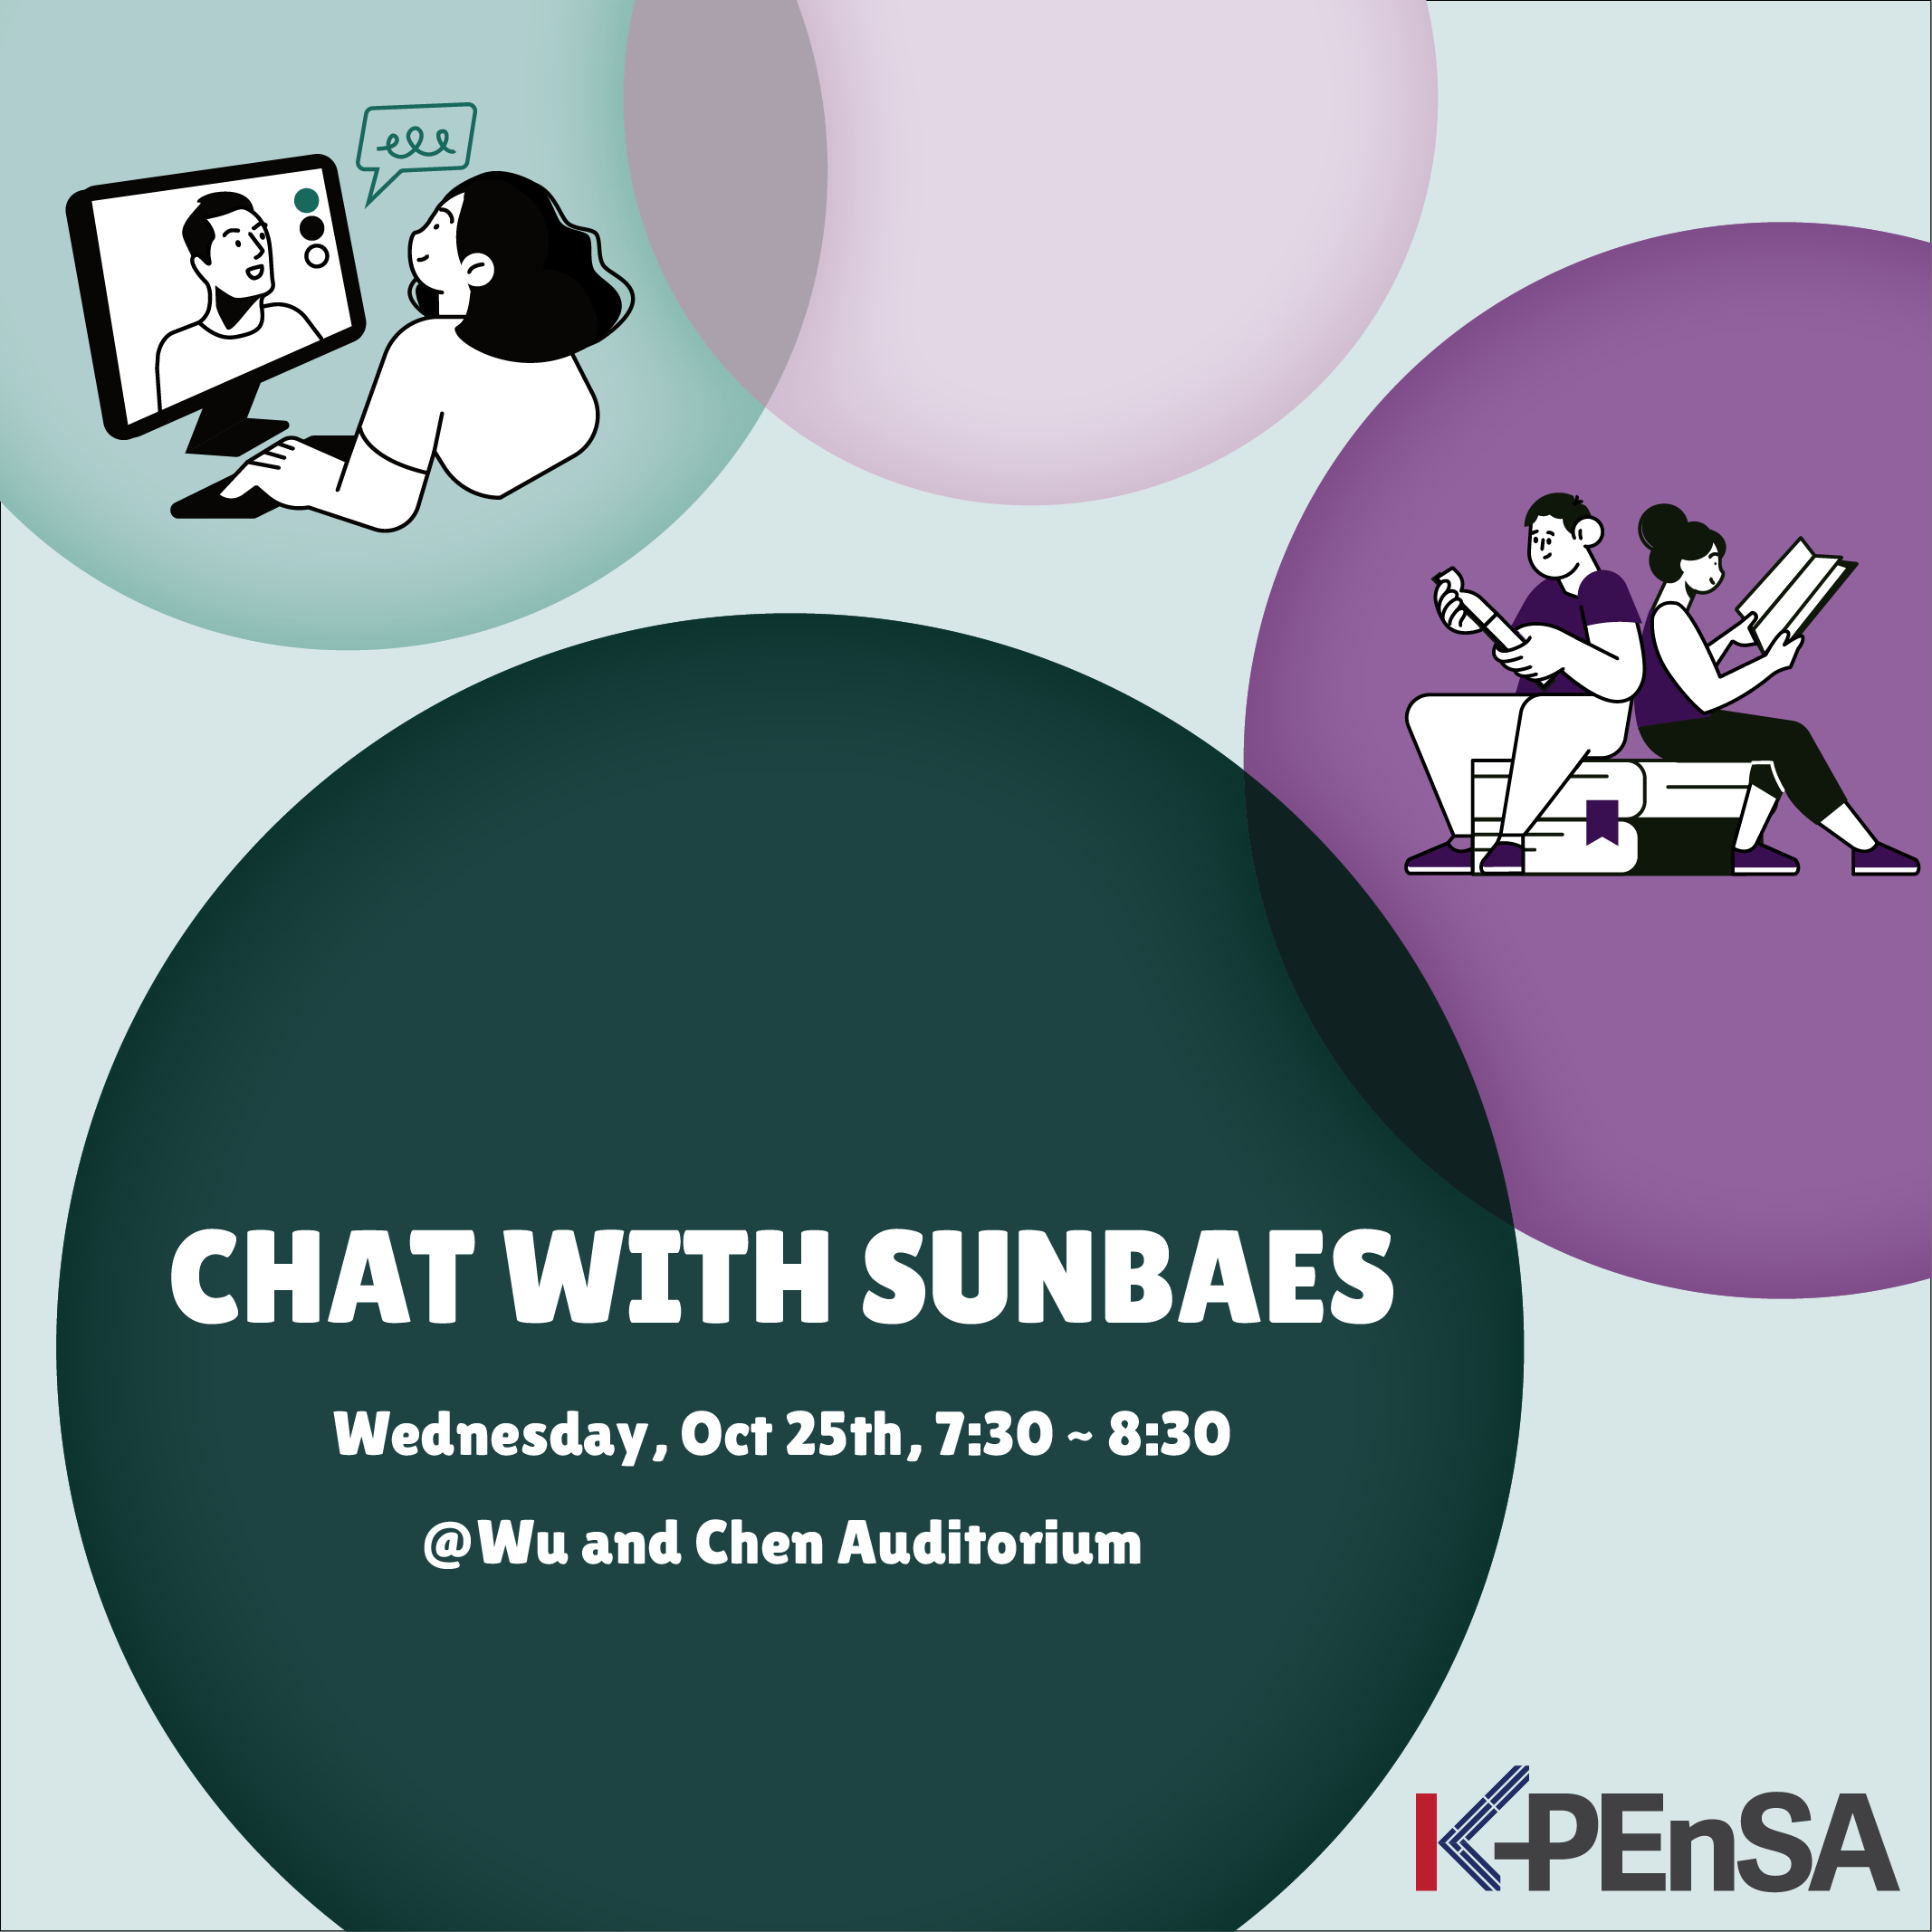 CHAT WITH SUNBAES
Wednesday, Oct 25th, 7:30 ~ 8:30
@Wu and Chen Auditorium
K-PEnSA